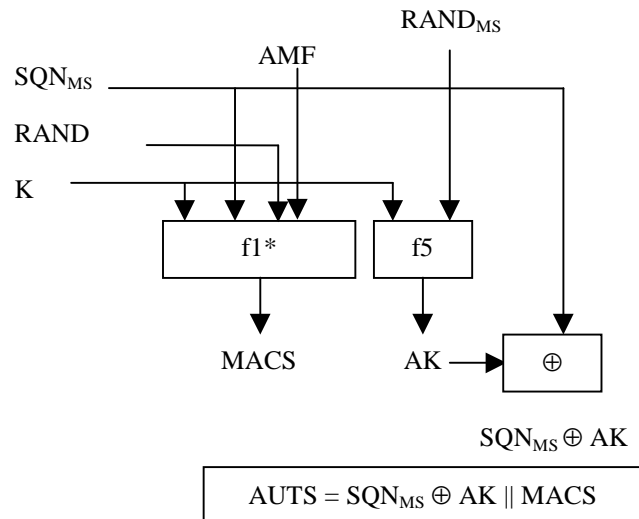 RAND_MS
AMF
SQN_MS
RAND
K
f1*
f5
MACS
AK
⊕
SQN_MS ⊕ AK
AUTS = SQN_MS ⊕ AK || MACS